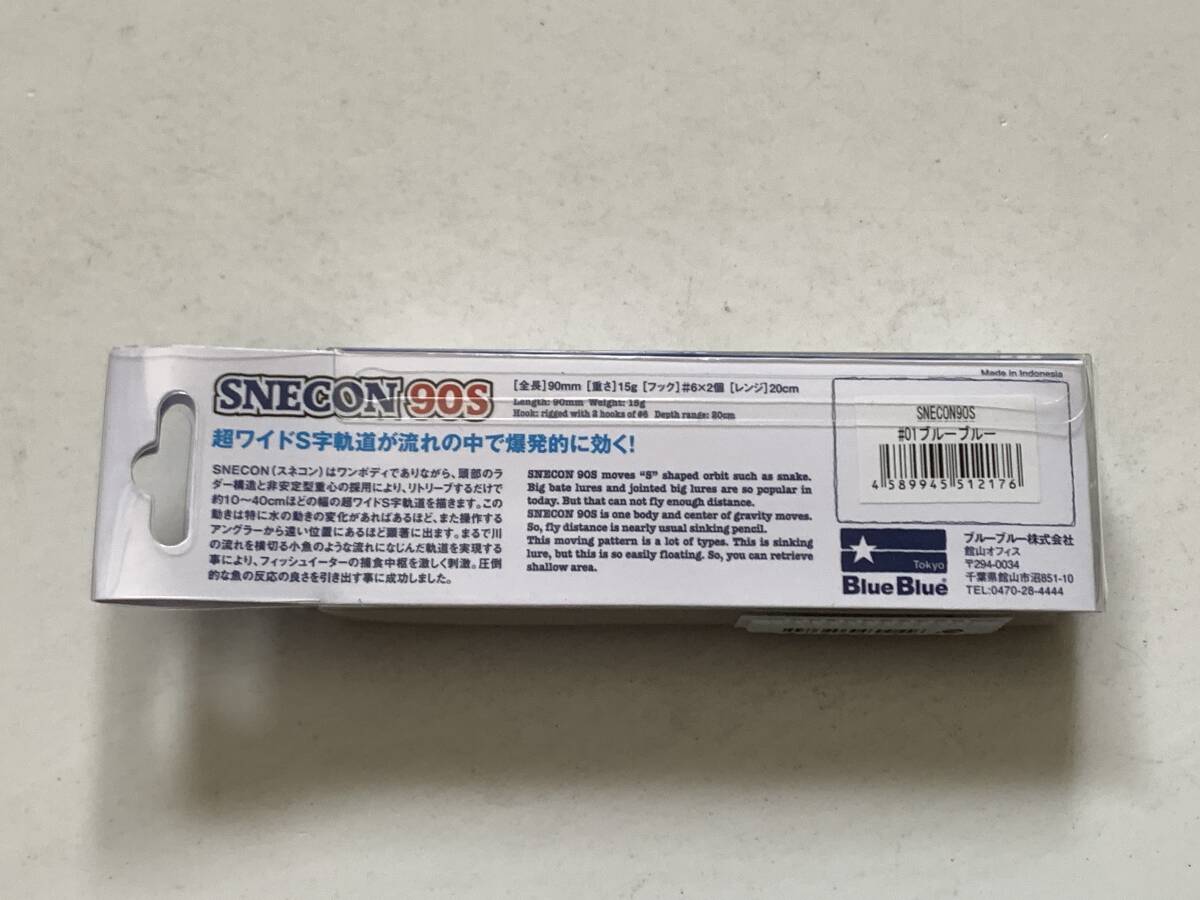 SNECON 90S
[全長]90mm [重さ]15g [フック]#6×2個 [レンジ]20cm
Length: 90mm Weight: 15g
Hook: rigged with 2 hooks of #6 Depth range: 20cm
超ワイドS字軌道が流れの中で爆発的に効く!
SNECON(スネコン)はワンボディでありながら、頭部のラ
ダー構造と非安定型重心の採用により、リトリーブするだけで
約10〜40cmほどの幅の超ワイドS字軌道を描きます。この
動きは特に水の動きの変化があればあるほど、また操作する
アングラーから遠い位置にあるほど顕著に出ます。まるで川
の流れを横切る小魚のような流れになじんだ軌道を実現する
事により、フィッシュイーターの捕食中枢を激しく刺激。圧倒
的な魚の反応の良さを引き出す事に成功しました。
SNECON 90S moves "S" shaped orbit such as snake.
Big bate lures and jointed big lures are so popular in
today. But that can not fly enough distance.
SNECON 90S is one body and center of gravity moves.
So, fly distance is nearly usual sinking pencil.
This moving pattern is a lot of types. This is sinking
lure, but this is so easily floating. So, you can retrieve
shallow area.
Made in Indonesia
SNECON90S
#01ブルーブルー
4 589945 512176
Tokyo
BlueBlue
ブルーブルー株式会社
館山オフィス
〒294-0034
千葉県館山市沼851-10
TEL:0470-28-4444